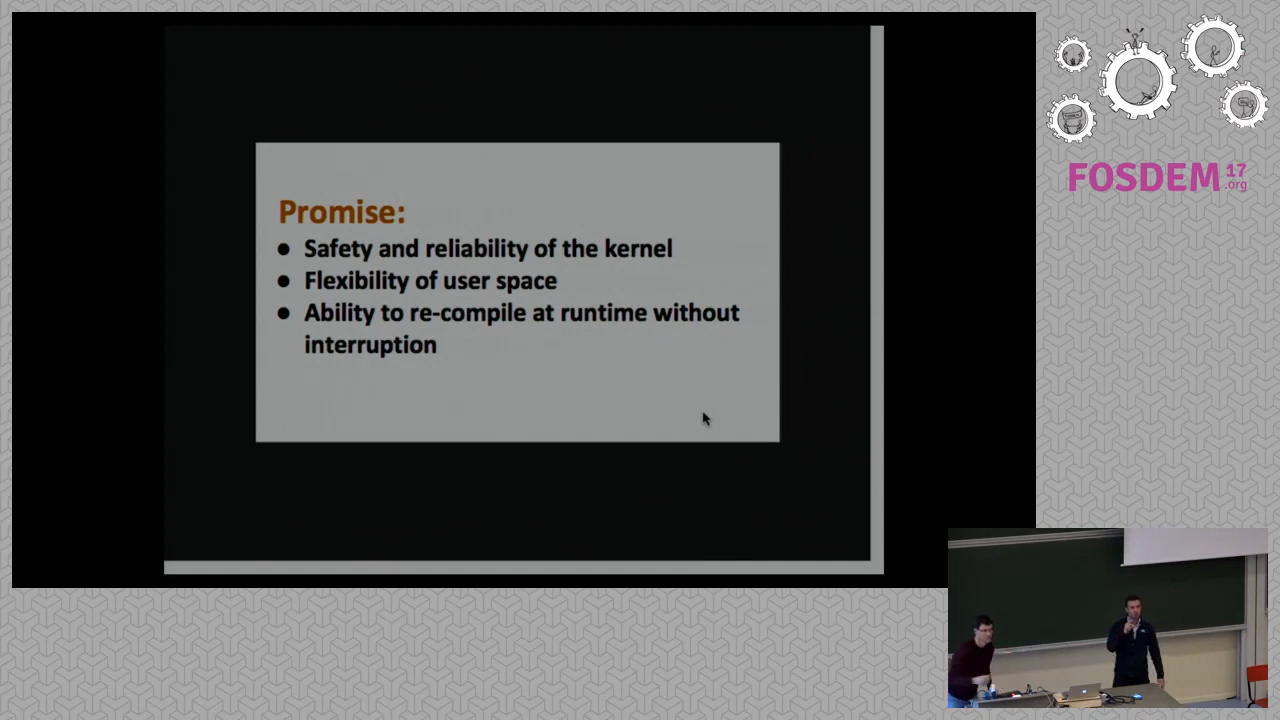 Promise:
● Safety and reliability of the kernel
● Flexibility of user space
● Ability to re-compile at runtime without
interruption
FOSDEM 17
.org